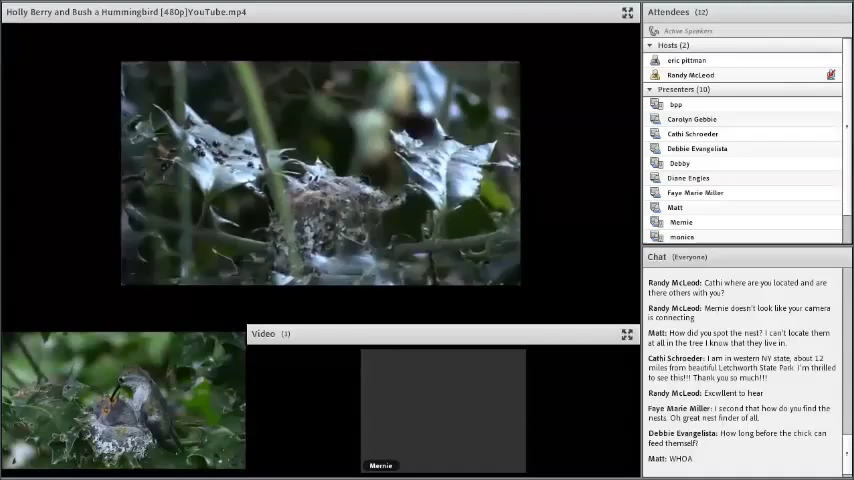 Holly Berry and Bush a Hummingbird [480p]YouTube.mp4
Video (1)
Mernie
Attendees (12)
Active Speakers
Hosts (2)
eric pittman
Randy McLeod
Presenters (10)
bpp
Carolyn Gebbie
Cathi Schroeder
Debbie Evangelista
Debby
Diane Engles
Faye Marie Miller
Matt
Mernie
monica
Chat (Everyone)
Randy McLeod: Cathi where are you located and are
there others with you?
Randy McLeod: Mernie doesn't look like your camera
is connecting
Matt: How did you spot the nest? I can't locate them
at all in the tree I know that they live in.
Cathi Schroeder: I am in western NY state, about 12
miles from beautiful Letchworth State Park. I'm thrilled
to see this!!! Thank you so much!!!
Randy McLeod: Excwllent to hear
Faye Marie Miller: I second that how do you find the
nests. Oh great nest finder of all.
Debbie Evangelista: How long before the chick can
feed themself?
Matt: WHOA